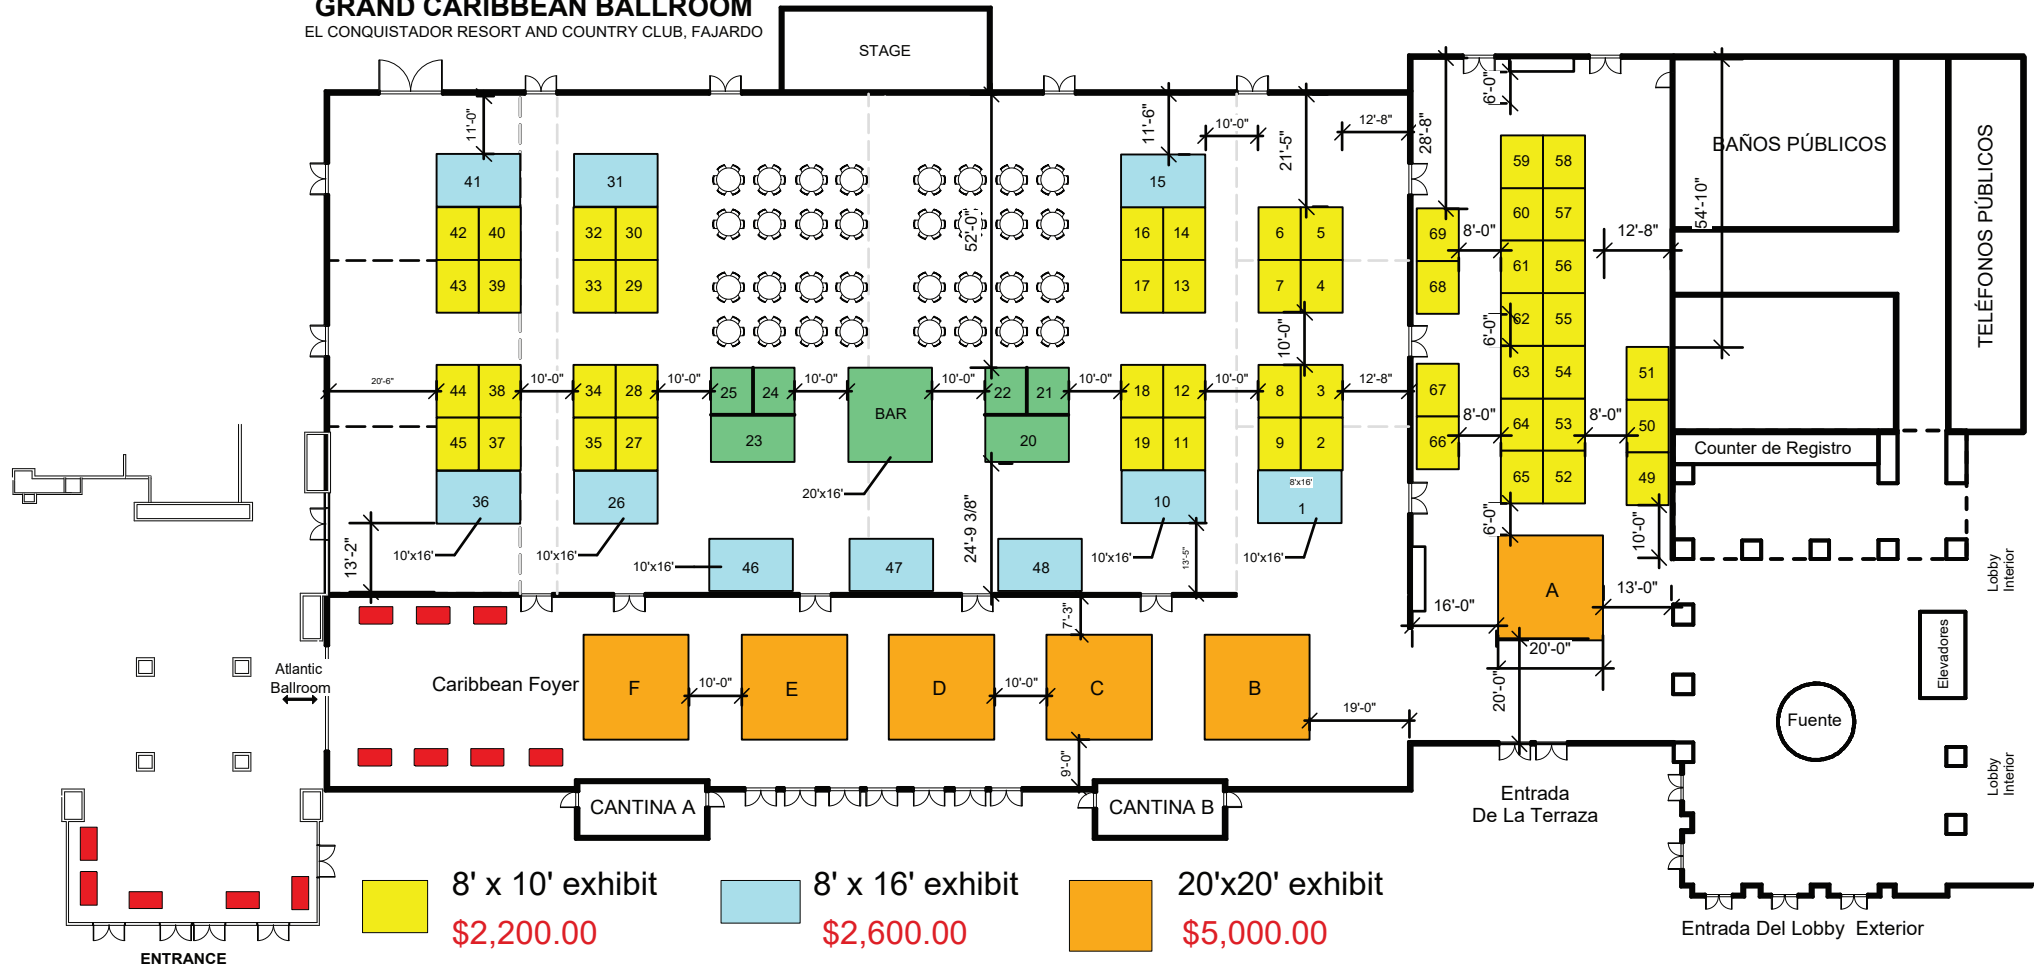 GRAND CARIBBEAN BALLROOM
EL CONQUISTADOR RESORT AND COUNTRY CLUB, FAJARDO
STAGE
11'-0"
11'-6"
10'-0"
12'-8"
21'-5"
28'-8"
6'-0"
BAÑOS PÚBLICOS
TELÉFONOS PÚBLICOS
54'-10"
52'-0"
41
31
15
59 58
42 40
32 30
16 14
6 5
60 57
69
8'-0"
12'-8"
43 39
33 29
17 13
7 4
61 56
68
10'-0"
6'-0"
62 55
20'-6"
44 38
10'-0"
34 28
10'-0"
25 24
10'-0"
BAR
10'-0"
22 21
10'-0"
18 12
10'-0"
8 3
12'-8"
67
63 54
51
45 37
35 27
23
20
19 11
9 2
66
8'-0"
64 53
8'-0"
50
Counter de Registro
36
26
20'x16'
10
8'x16'
1
65 52
49
13'-2"
10'x16'
10'x16'
10'x16'
46
47
24'-9 3/8"
48
10'x16'
13'-5"
10'x16'
6'-0"
10'-0"
A
16'-0"
13'-0"
20'-0"
20'-0"
Lobby
Interior
Elevadores
7'-3"
Atlantic
Ballroom
Caribbean Foyer
F
10'-0"
E
D
10'-0"
C
B
19'-0"
Fuente
9'-0"
Lobby
Interior
CANTINA A
CANTINA B
Entrada
De La Terraza
8' x 10' exhibit
$2,200.00
8' x 16' exhibit
$2,600.00
20'x20' exhibit
$5,000.00
Entrada Del Lobby Exterior
ENTRANCE